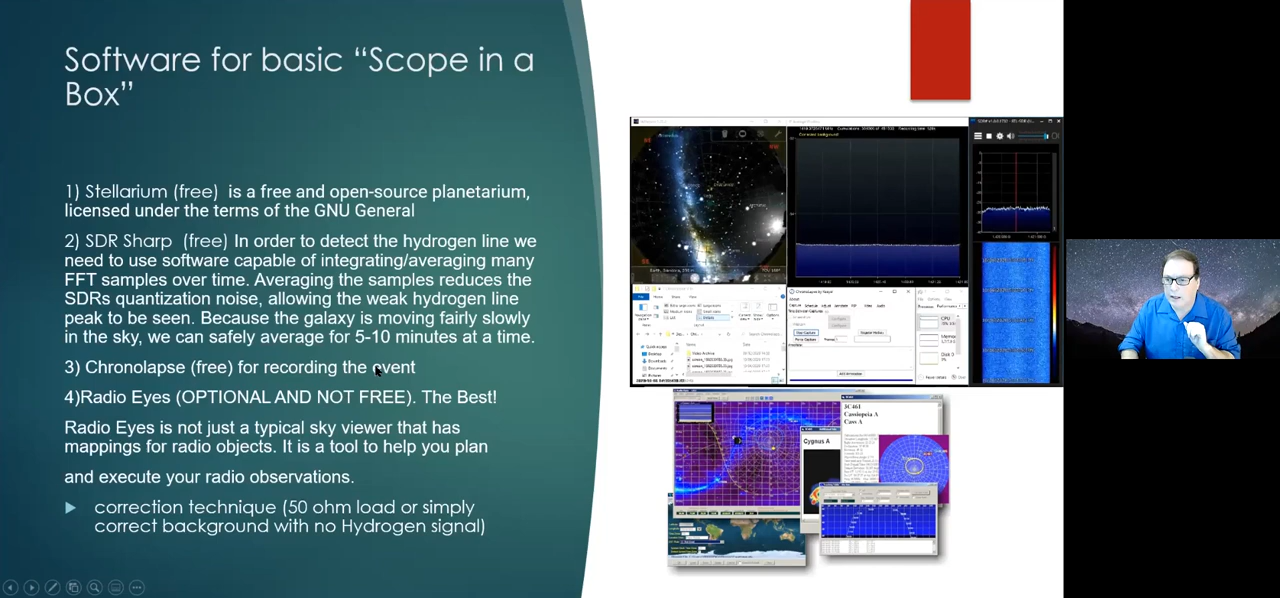 Software for basic “Scope in a
Box”
1) Stellarium (free)  is a free and open-source planetarium,
licensed under the terms of the GNU General
2) SDR Sharp  (free) In order to detect the hydrogen line we
need to use software capable of integrating/averaging many
FFT samples over time. Averaging the samples reduces the
SDRs quantization noise, allowing the weak hydrogen line
peak to be seen. Because the galaxy is moving fairly slowly
in the sky, we can safely average for 5-10 minutes at a time.
3) Chronolapse (free) for recording the event
4)Radio Eyes (OPTIONAL AND NOT FREE). The Best!
Radio Eyes is not just a typical sky viewer that has
mappings for radio objects. It is a tool to help you plan
and execute your radio observations.
correction technique (50 ohm load or simply
correct background with no Hydrogen signal)
3C461
Cassiopeia A
Cass A
Cygnus A